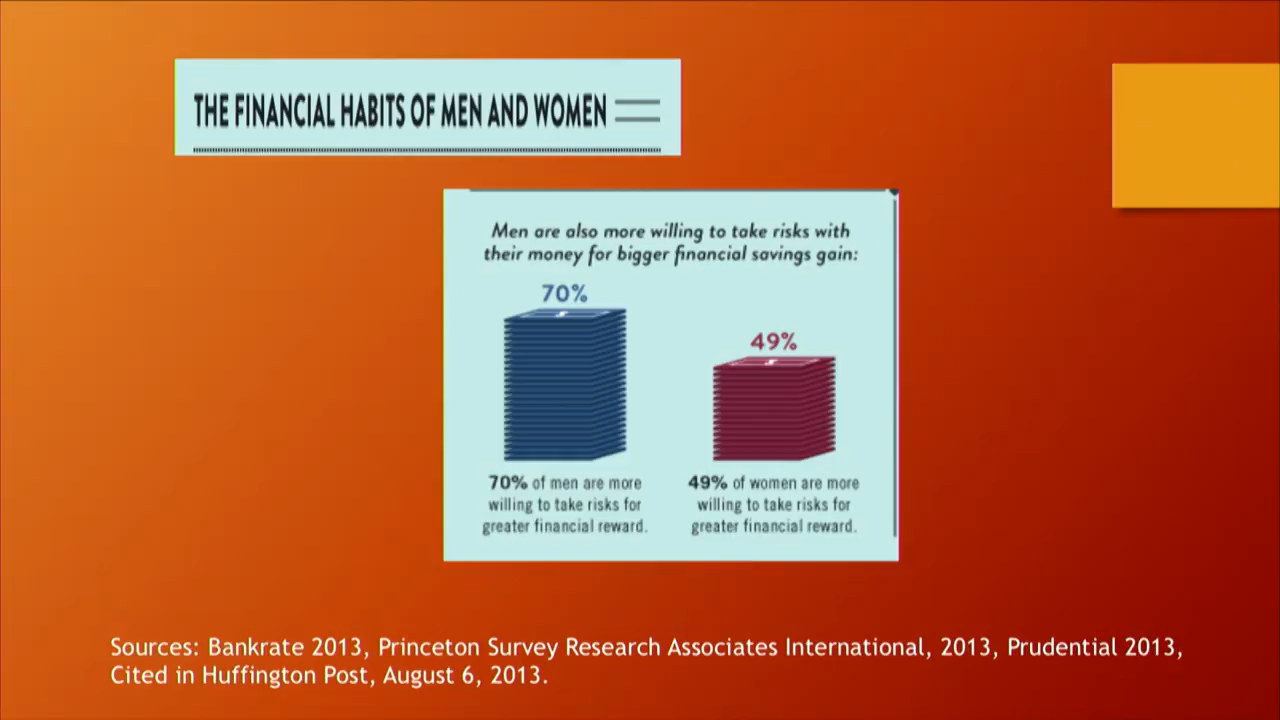 THE FINANCIAL HABITS OF MEN AND WOMEN
Men are also more willing to take risks with
their money for bigger financial savings gain:
70%
49%
70% of men are more
willing to take risks for
greater financial reward.
49% of women are more
willing to take risks for
greater financial reward.
Sources: Bankrate 2013, Princeton Survey Research Associates International, 2013, Prudential 2013,
Cited in Huffington Post, August 6, 2013.